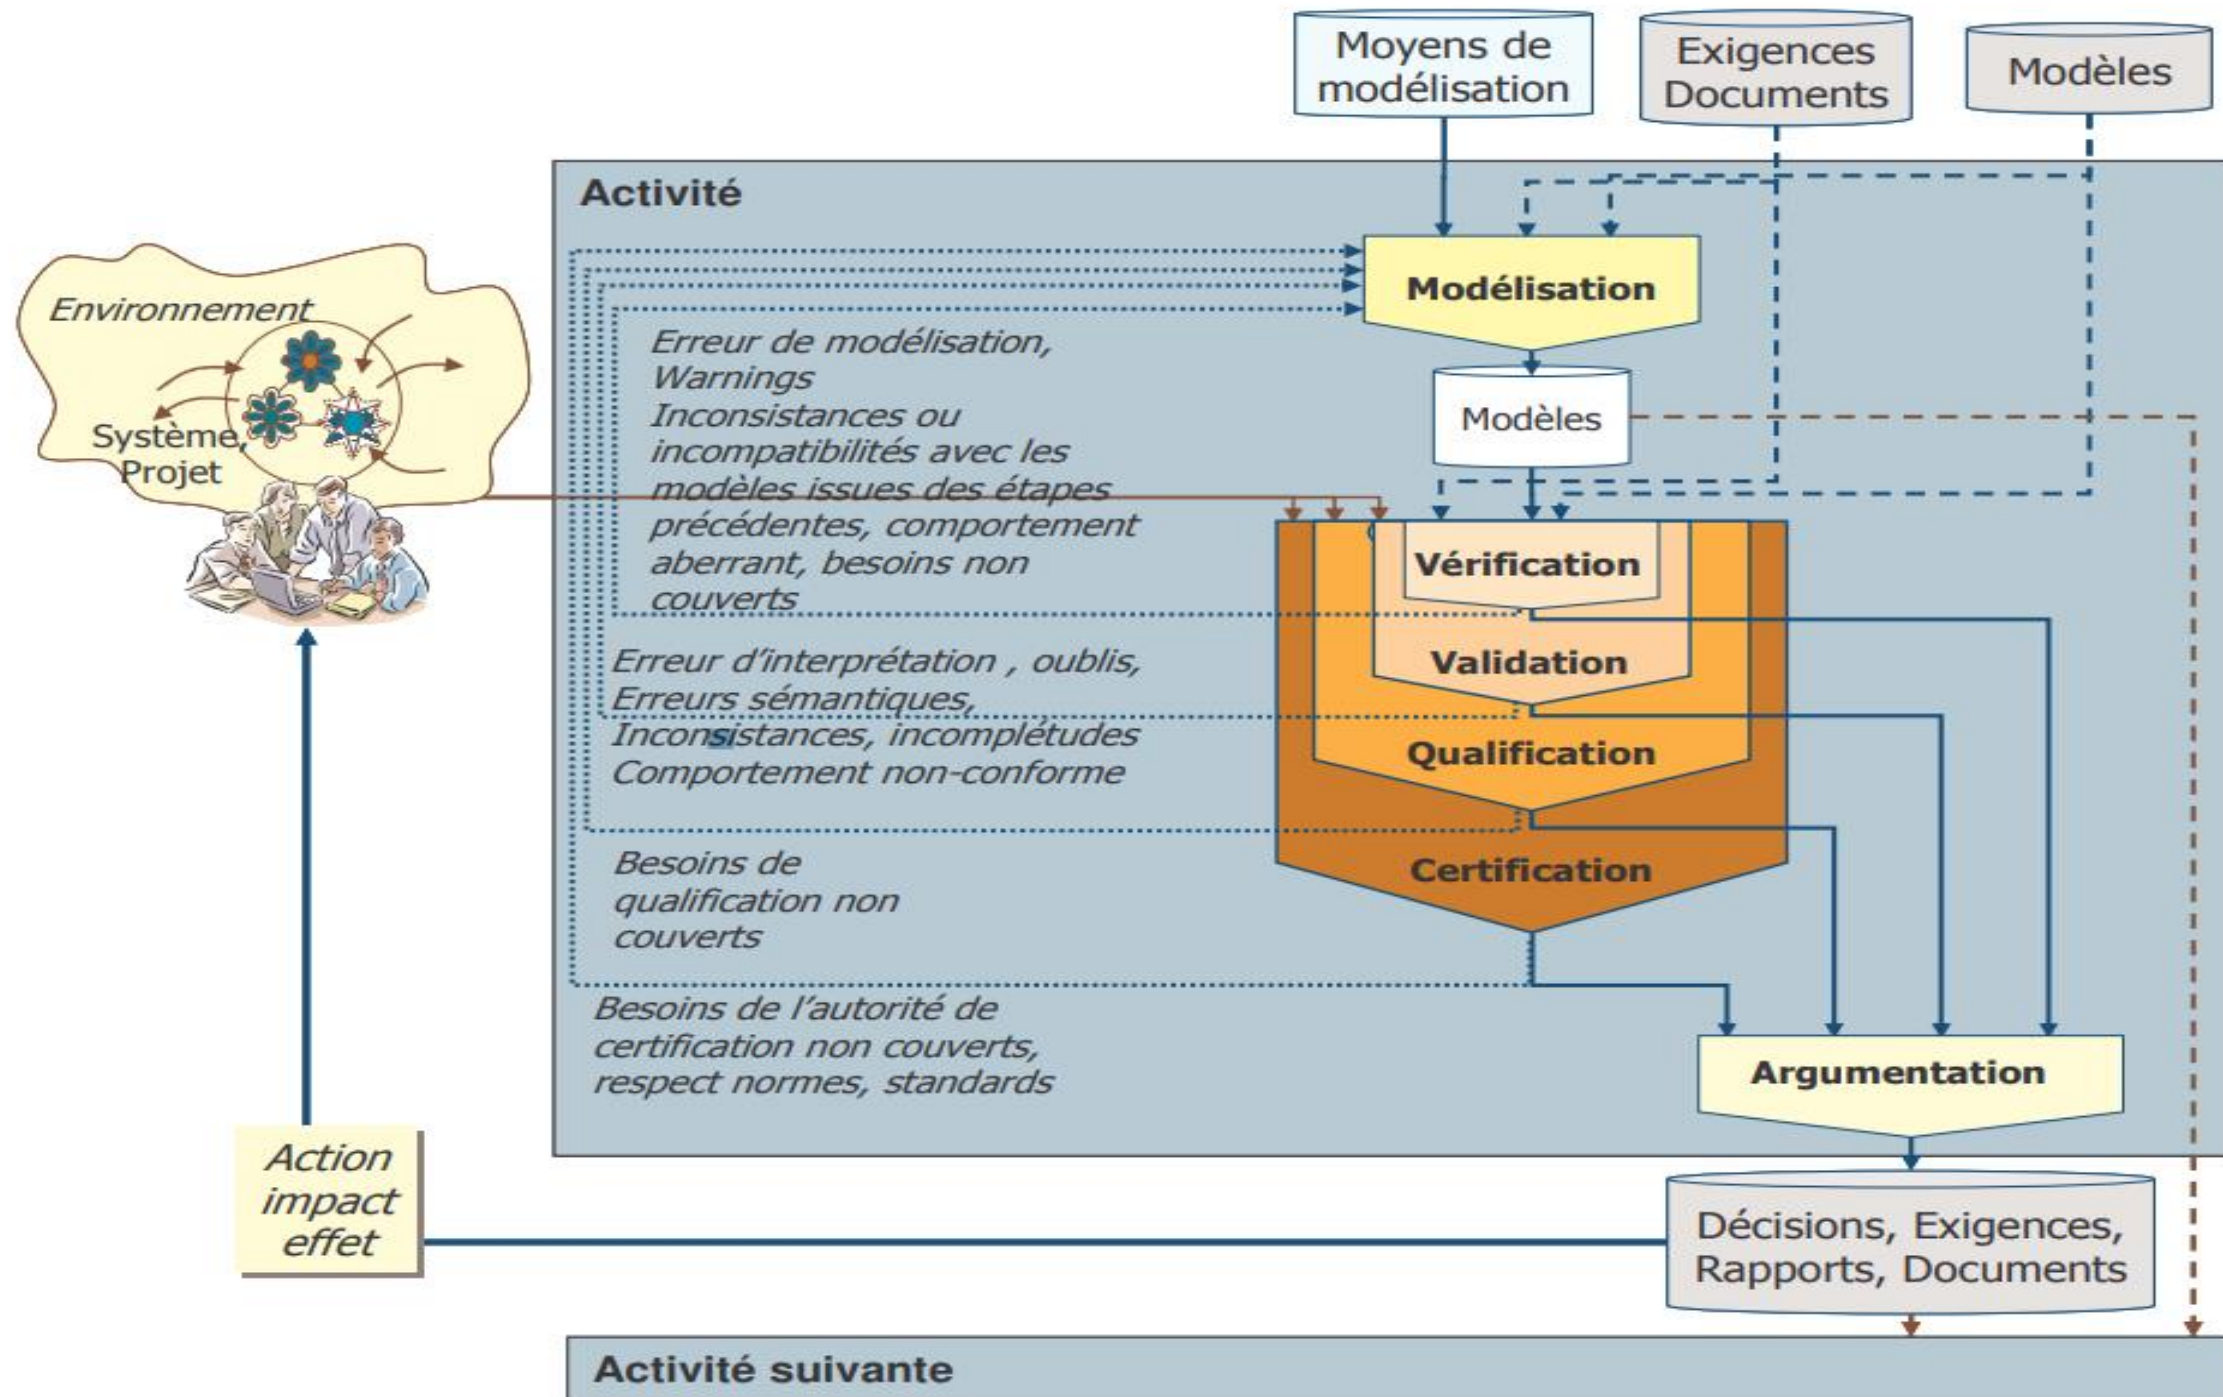 Moyens de
modélisation
Exigences
Documents
Modèles
Activité
Modélisation
Environnement
Système,
Projet
Erreur de modélisation,
Warnings
Inconsistances ou
incompatibilités avec les
modèles issues des étapes
précédentes, comportement
aberrant, besoins non
couverts
Modèles
Vérification
Validation
Qualification
Certification
Erreur d’interprétation , oublis,
Erreurs sémantiques,
Inconsistances, incomplétudes
Comportement non-conforme
Besoins de
qualification non
couverts
Besoins de l’autorité de
certification non couverts,
respect normes, standards
Argumentation
Action
impact
effet
Décisions, Exigences,
Rapports, Documents
Activité suivante